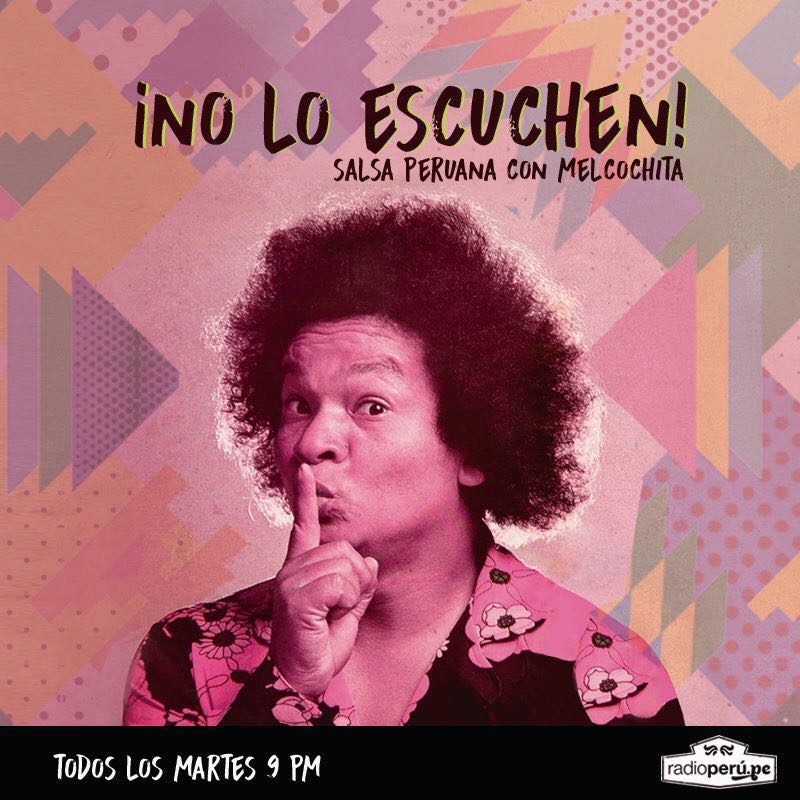 ¡NO LO ESCUCHEN!
SALSA PERUANA CON MELCOCHITA
TODOS LOS MARTES 9 PM
radioperú.pe